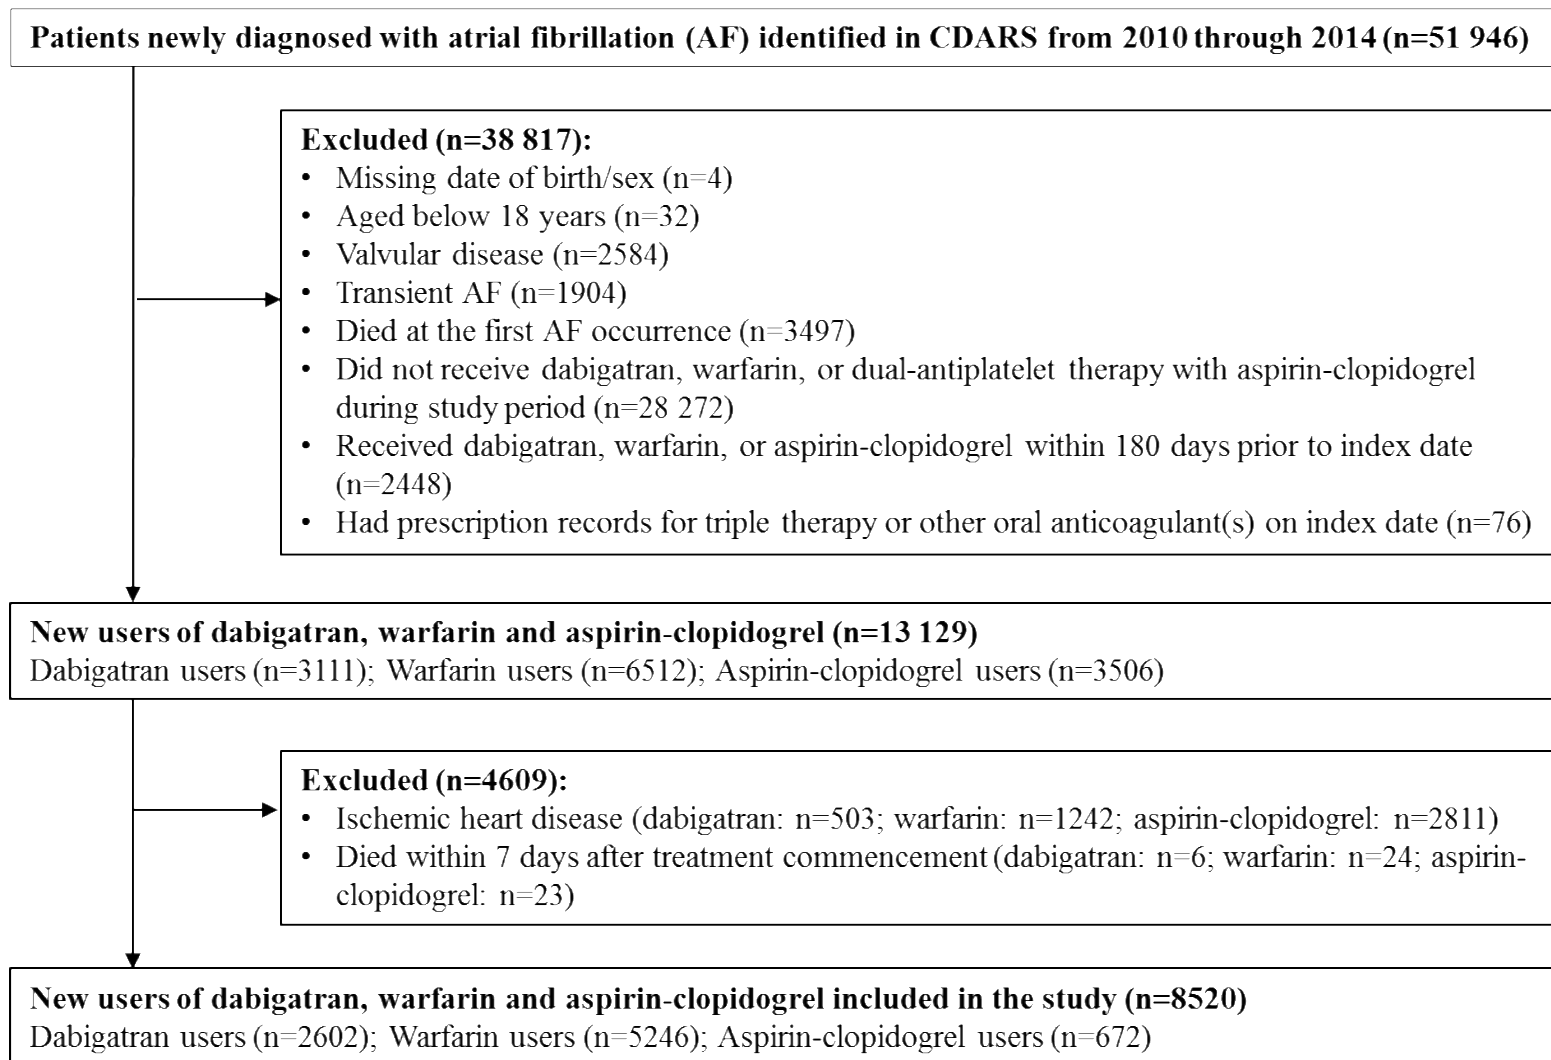 Patients newly diagnosed with atrial fibrillation (AF) identified in CDARS from 2010 through 2014 (n=51 946)
Excluded (n=38 817):
• Missing date of birth/sex (n=4)
• Aged below 18 years (n=32)
• Valvular disease (n=2584)
• Transient AF (n=1904)
• Died at the first AF occurrence (n=3497)
• Did not receive dabigatran, warfarin, or dual-antiplatelet therapy with aspirin-clopidogrel
during study period (n=28 272)
• Received dabigatran, warfarin, or aspirin-clopidogrel within 180 days prior to index date
(n=2448)
• Had prescription records for triple therapy or other oral anticoagulant(s) on index date (n=76)
New users of dabigatran, warfarin and aspirin-clopidogrel (n=13 129)
Dabigatran users (n=3111); Warfarin users (n=6512); Aspirin-clopidogrel users (n=3506)
Excluded (n=4609):
• Ischemic heart disease (dabigatran: n=503; warfarin: n=1242; aspirin-clopidogrel: n=2811)
• Died within 7 days after treatment commencement (dabigatran: n=6; warfarin: n=24; aspirin-
clopidogrel: n=23)
New users of dabigatran, warfarin and aspirin-clopidogrel included in the study (n=8520)
Dabigatran users (n=2602); Warfarin users (n=5246); Aspirin-clopidogrel users (n=672)